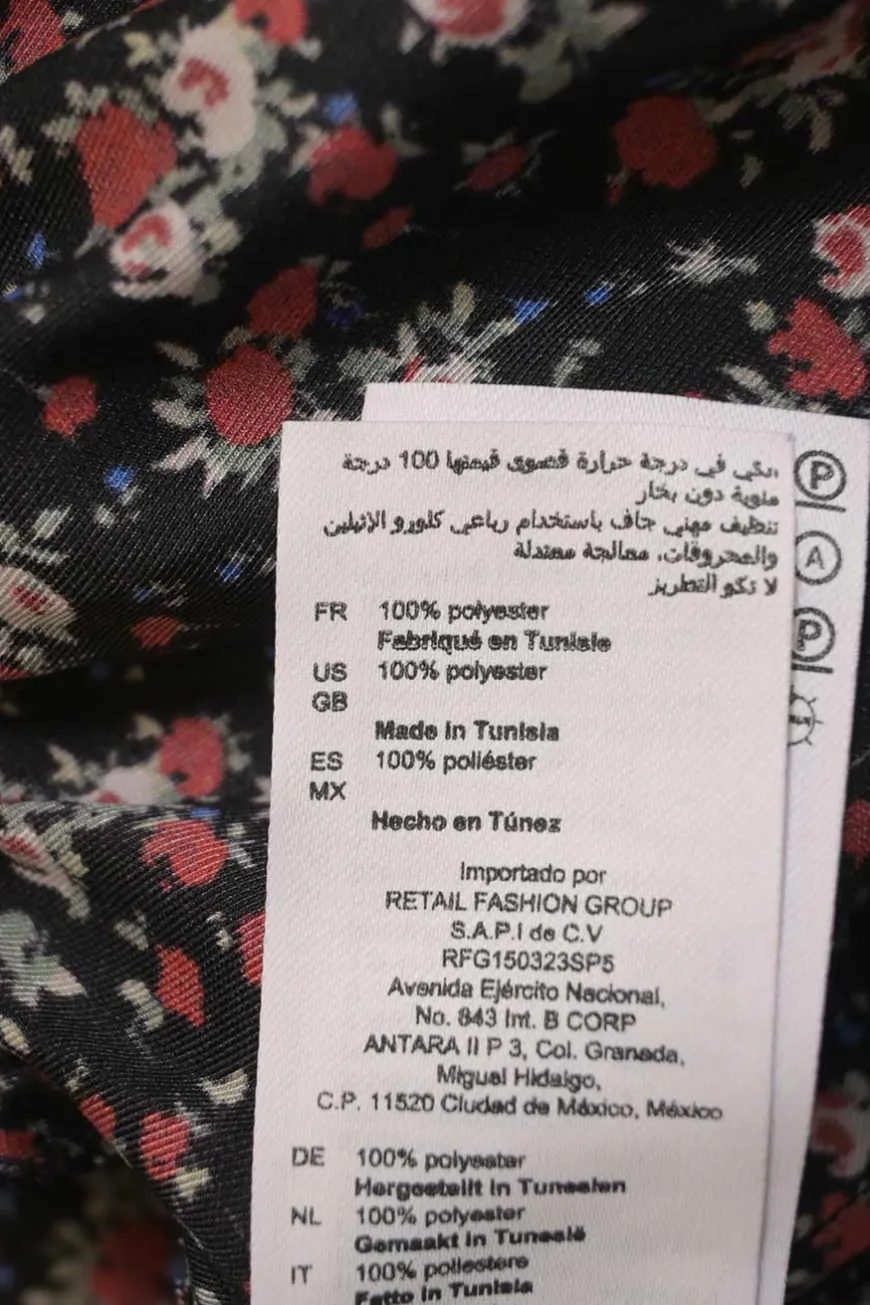 الكي في درجة حرارة قصوى قيمتها 100 درجة
مئوية دون بخار
تنظيف مهني جاف باستخدام رباعي كلورو الإثيلين
والمحروقات، معالجة معتدلة
لا تكو التطريز
FR 100% polyester
Fabriqué en Tunisie
US 100% polyester
GB
Made in Tunisia
ES 100% poliéster
MX
Hecho en Túnez
Importado por
RETAIL FASHION GROUP
S.A.P.I de C.V
RFG150323SP5
Avenida Ejército Nacional,
No. 843 Int. B CORP
ANTARA II P 3, Col. Granada,
Miguel Hidalgo,
C.P. 11520 Ciudad de México, México
DE 100% polyester
Hergestellt in Tunesien
NL 100% polyester
Gemaakt in Tunesië
IT 100% poliestere
Fatto in Tunisia
P
A
P